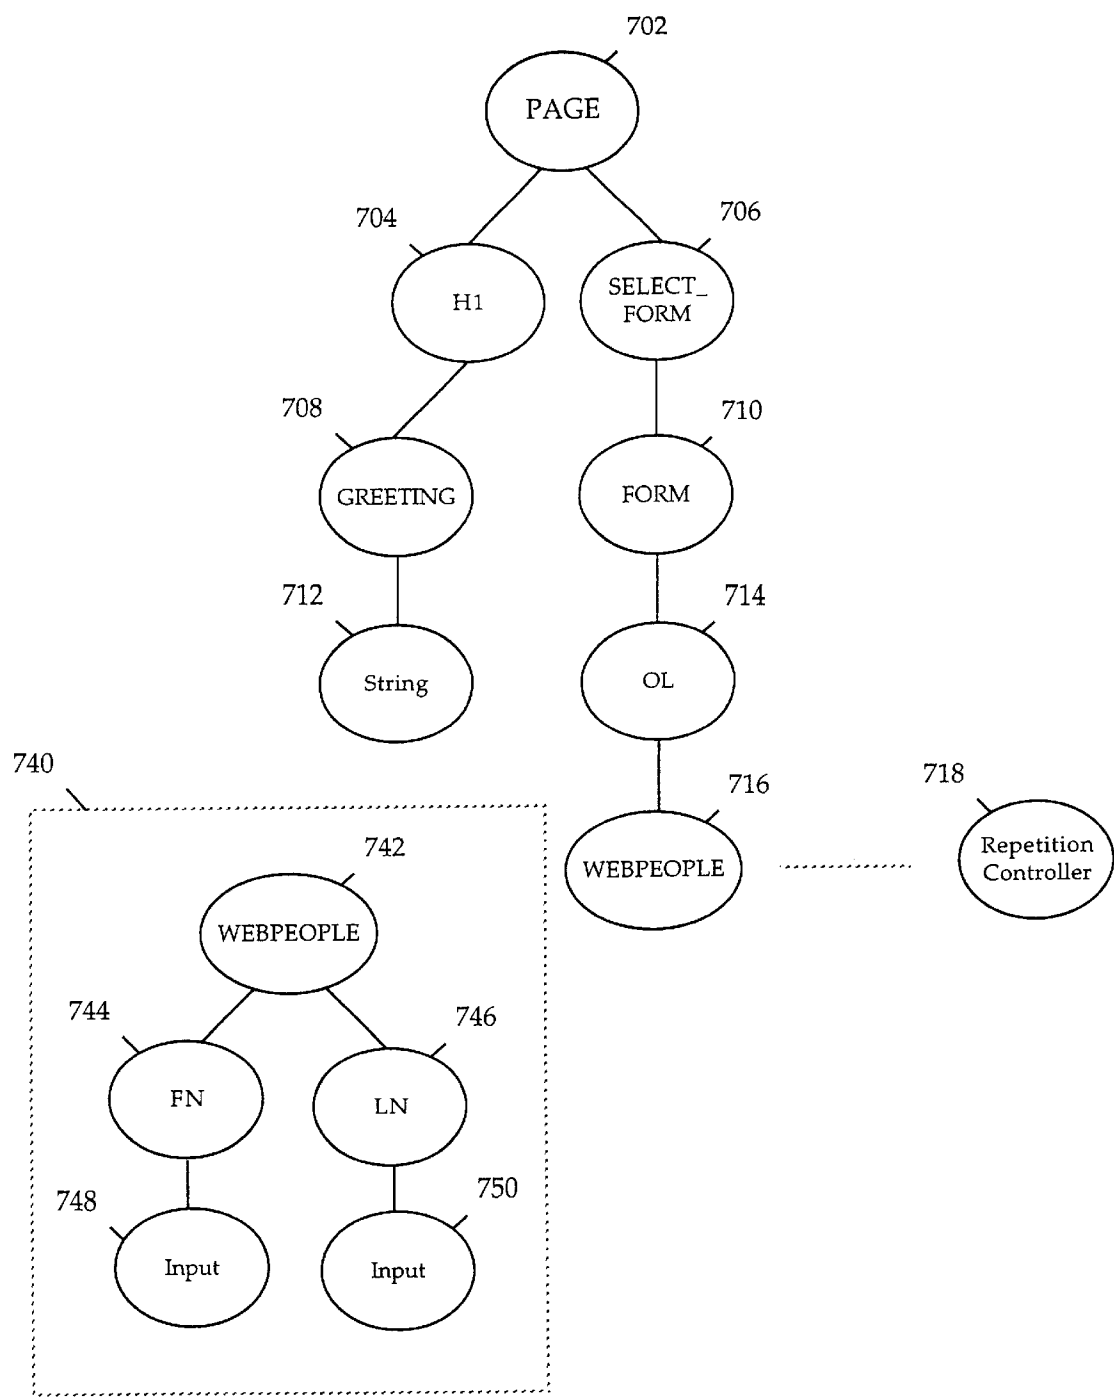 702
PAGE
704
706
H1
SELECT_
FORM
708
710
GREETING
FORM
712
714
String
OL
740
716
718
WEBPEOPLE
Repetition
Controller
742
WEBPEOPLE
744
746
FN
LN
748
750
Input
Input